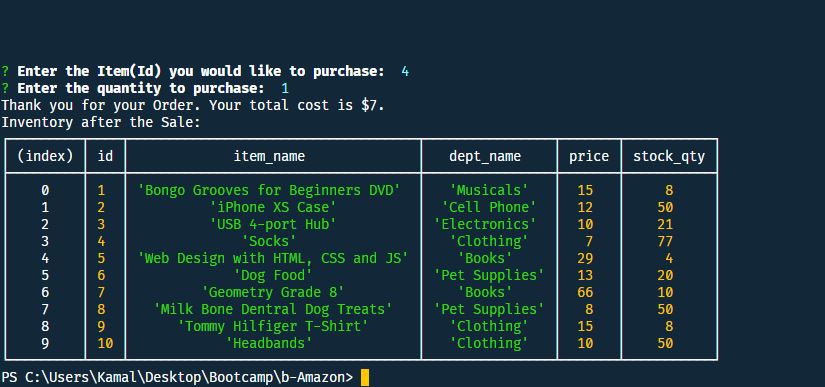 ? Enter the Item(Id) you would like to purchase: 4
? Enter the quantity to purchase: 1
Thank you for your Order. Your total cost is $7.
Inventory after the Sale:
(index) id item_name dept_name price stock_qty
0 1 'Bongo Grooves for Beginners DVD' 'Musicals' 15 8
1 2 'iPhone XS Case' 'Cell Phone' 12 50
2 3 'USB 4-port Hub' 'Electronics' 10 21
3 4 'Socks' 'Clothing' 7 77
4 5 'Web Design with HTML, CSS and JS' 'Books' 29 4
5 6 'Dog Food' 'Pet Supplies' 13 20
6 7 'Geometry Grade 8' 'Books' 66 10
7 8 'Milk Bone Dentral Dog Treats' 'Pet Supplies' 8 50
8 9 'Tommy Hilfiger T-Shirt' 'Clothing' 15 8
9 10 'Headbands' 'Clothing' 10 50
PS C:\Users\Kamal\Desktop\Bootcamp\b-Amazon>